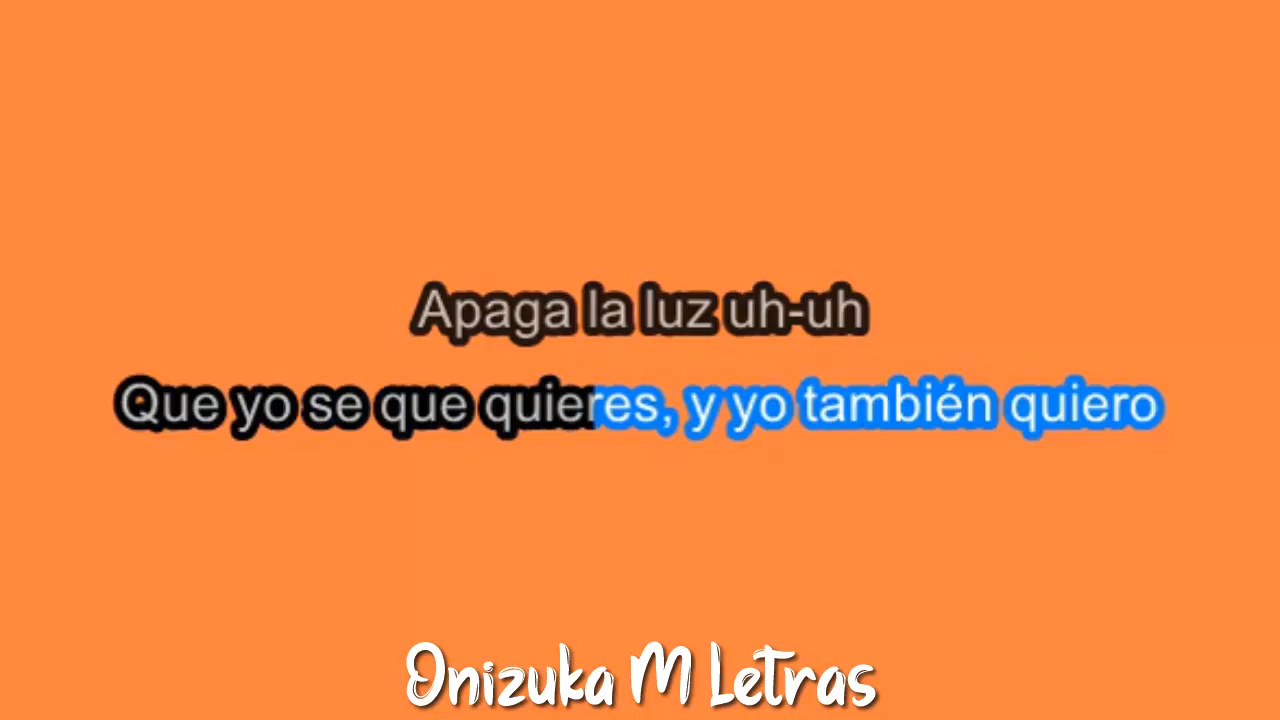 Apaga la luz uh-uh
Que yo se que quieres, y yo también quiero
Onizuka M Letras